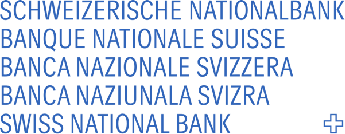 SCHWEIZERISCHE NATIONALBANK
BANQUE NATIONALE SUISSE
BANCA NAZIONALE SVIZZERA
BANCA NAZIUNALA SVIZRA
SWISS NATIONAL BANK